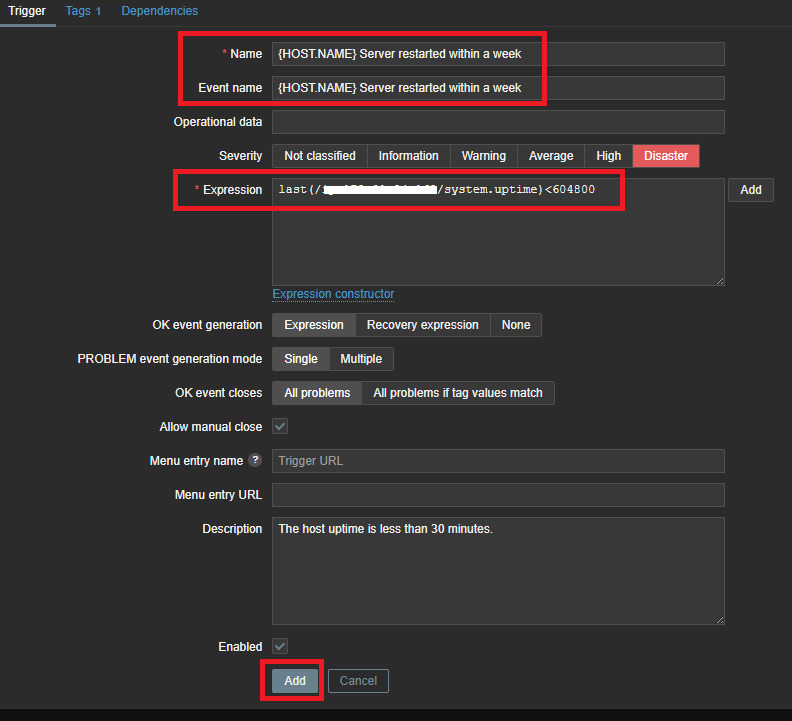 Trigger Tags 1 Dependencies
* Name {HOST.NAME} Server restarted within a week
Event name {HOST.NAME} Server restarted within a week
Operational data
Severity Not classified Information Warning Average High Disaster
* Expression last(/ /system.uptime)<604800 Add
Expression constructor
OK event generation Expression Recovery expression None
PROBLEM event generation mode Single Multiple
OK event closes All problems All problems if tag values match
Allow manual close
Menu entry name ? Trigger URL
Menu entry URL
Description The host uptime is less than 30 minutes.
Enabled
Add Cancel